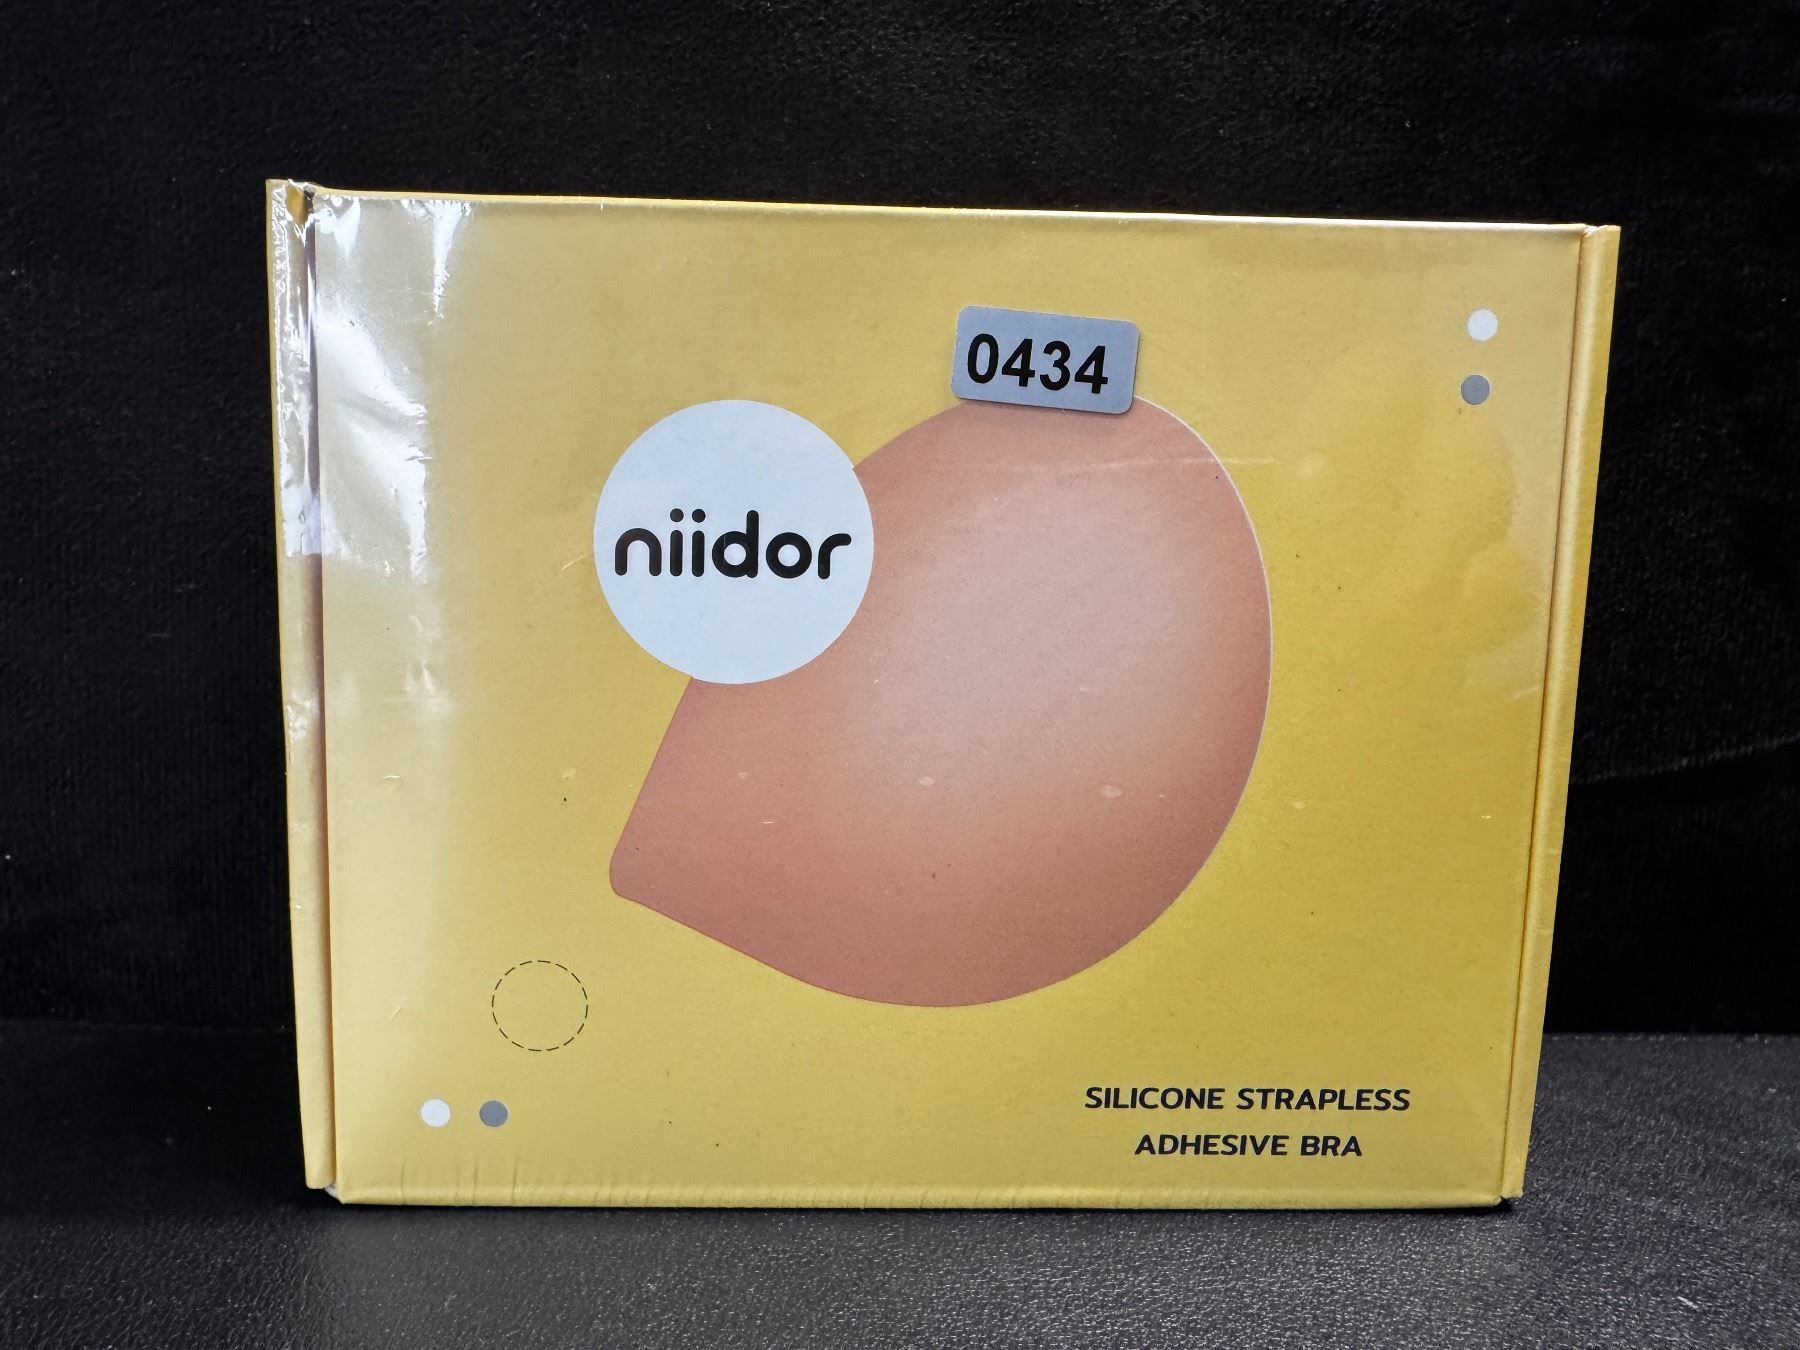 0434
niidor
SILICONE STRAPLESS
ADHESIVE BRA